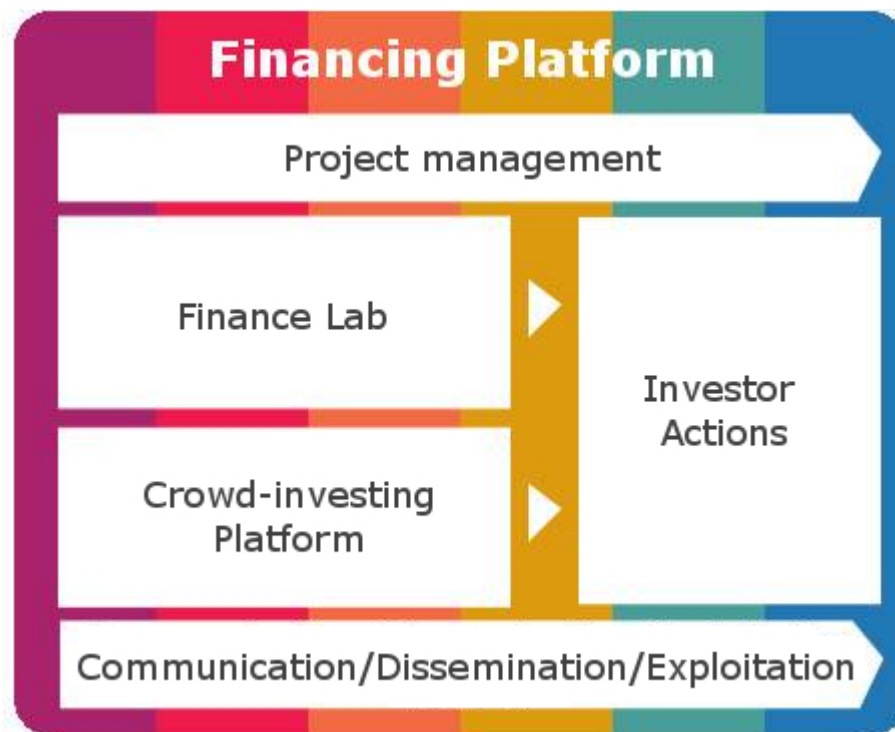 Financing Platform
Project management
Finance Lab
Crowd-investing
Platform
Investor
Actions
Communication/Dissemination/Exploitation